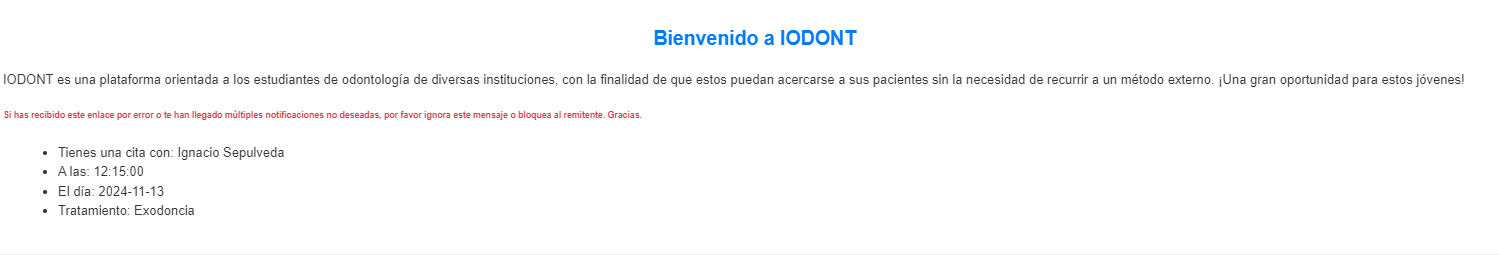 Bienvenido a IODONT
IODONT es una plataforma orientada a los estudiantes de odontología de diversas instituciones, con la finalidad de que estos puedan acercarse a sus pacientes sin la necesidad de recurrir a un método externo. ¡Una gran oportunidad para estos jóvenes!
Si has recibido este enlace por error o te han llegado múltiples notificaciones no deseadas, por favor ignora este mensaje o bloquea al remitente. Gracias.
• Tienes una cita con: Ignacio Sepulveda
• A las: 12:15:00
• El día: 2024-11-13
• Tratamiento: Exodoncia